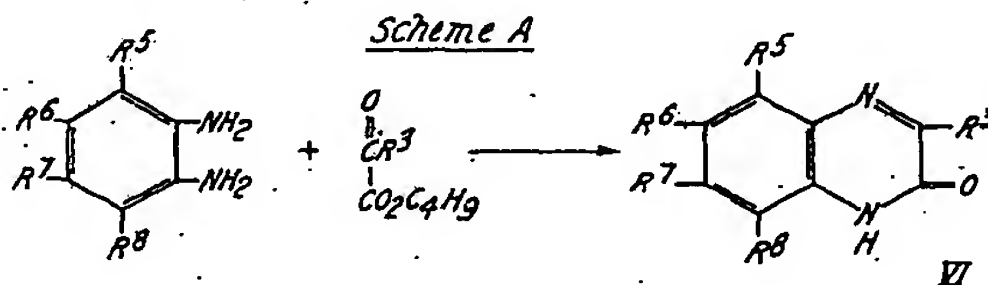 Scheme A
R5
R6
R7
R8
NH2
NH2
+
O
CR3
CO2C4H9
R5
R6
R7
R8
N
R3
O
N
H
VI